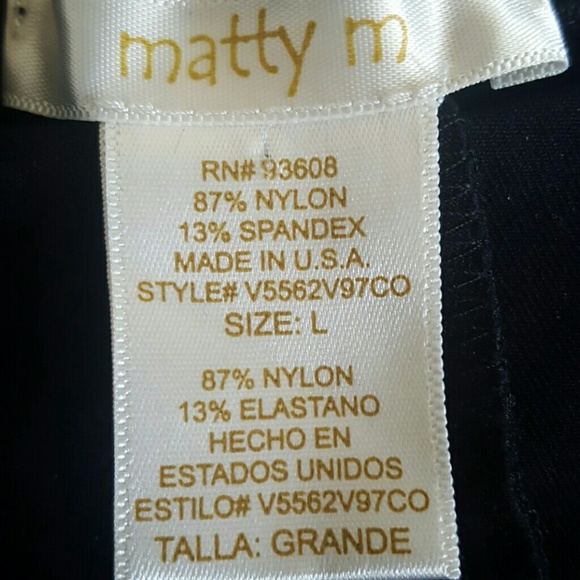 matty m
RN# 93608
87% NYLON
13% SPANDEX
MADE IN U.S.A.
STYLE# V5562V97CO
SIZE: L
87% NYLON
13% ELASTANO
HECHO EN
ESTADOS UNIDOS
ESTILO# V5562V97CO
TALLA: GRANDE